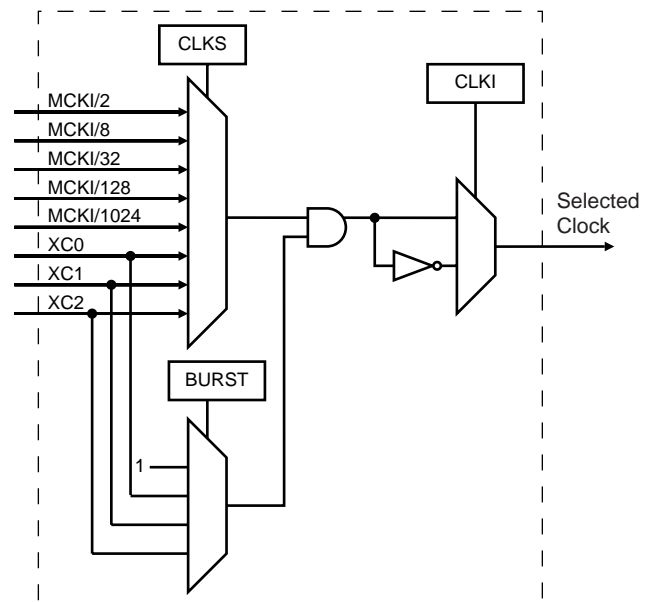 CLKS
CLKI
MCKI/2
MCKI/8
MCKI/32
MCKI/128
MCKI/1024
XC0
XC1
XC2
Selected
Clock
BURST
1